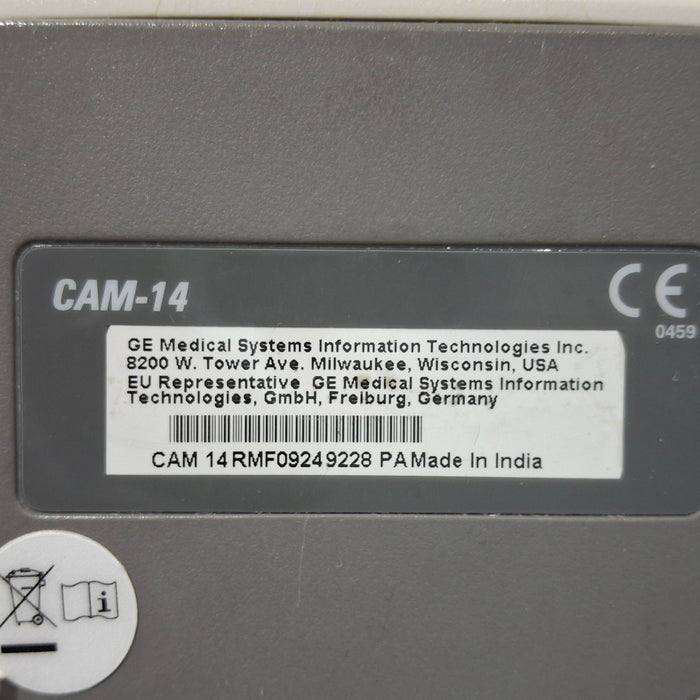 CAM-14
CE
0459
GE Medical Systems Information Technologies Inc.
8200 W. Tower Ave. Milwaukee, Wisconsin, USA
EU Representative GE Medical Systems Information
Technologies, GmbH, Freiburg, Germany
CAM 14 RMF09249228 PA Made In India
i